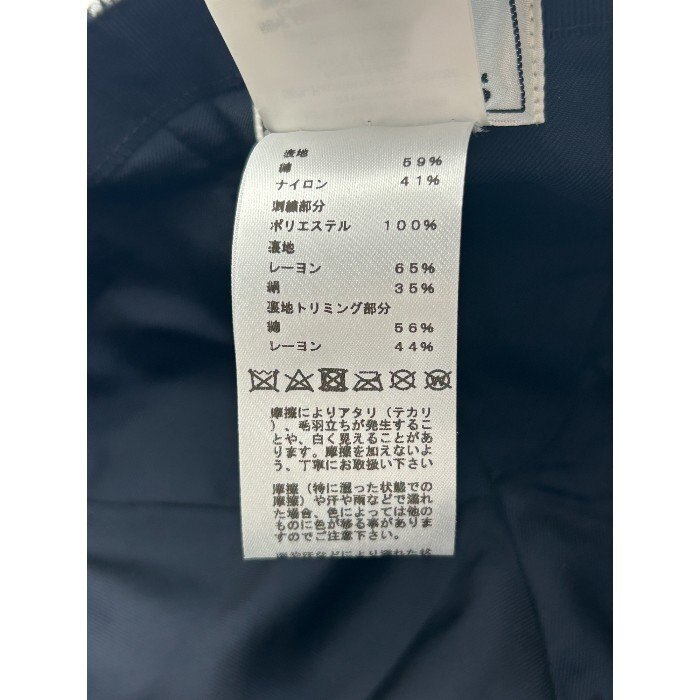 表地
綿 59%
ナイロン 41%
刺繍部分
ポリエステル 100%
裏地
レーヨン 65%
絹 35%
裏地トリミング部分
綿 56%
レーヨン 44%
摩擦によりアタリ（テカリ
）、毛羽立ちが発生するこ
とや、白く見えることがあ
ります。摩擦を加えないよ
う、丁寧にお取扱い下さい
摩擦（特に湿った状態での
摩擦）や汗や雨などで濡れ
た場合、色によっては他の
ものに色が移る事がありま
すのでご注意下さい。